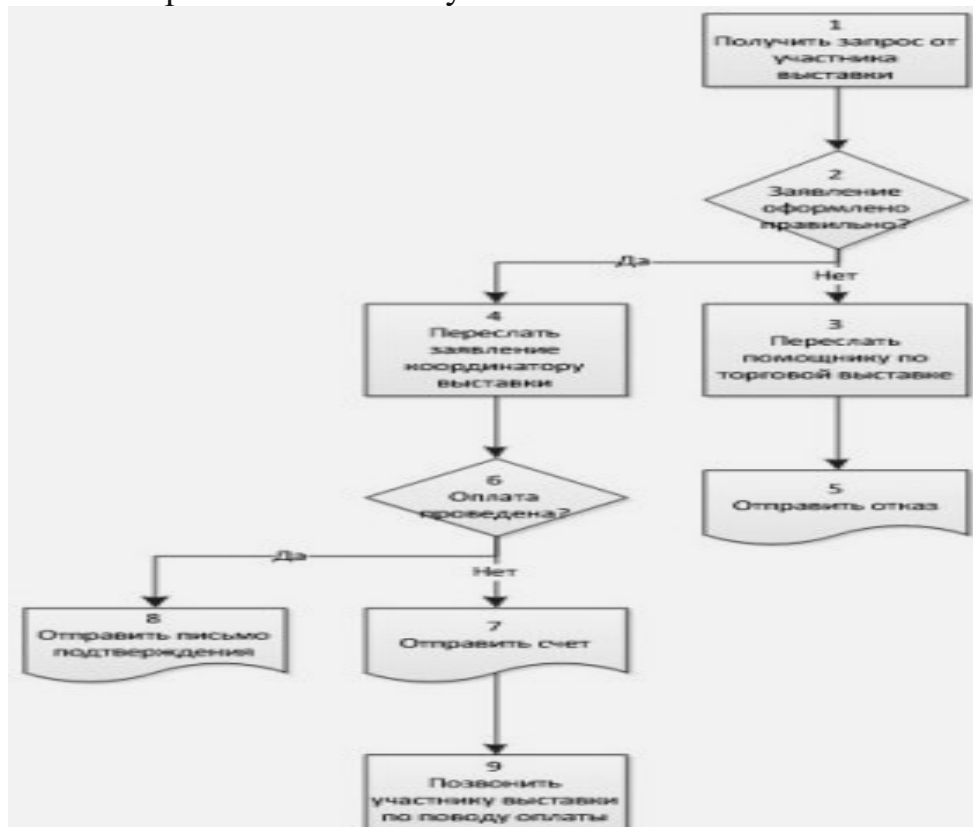 1
Получить запрос от
участника
выставки
2
Заявление
оформлено
правильно?
Да
Нет
4
Переслать
заявление
координатору
выставки
3
Переслать
помощнику по
торговой выставке
6
Оплата
проведена?
5
Отправить отказ
Да
Нет
8
Отправить письмо
подтверждения
7
Отправить счет
9
Позвонить
участнику выставки
по поводу оплаты